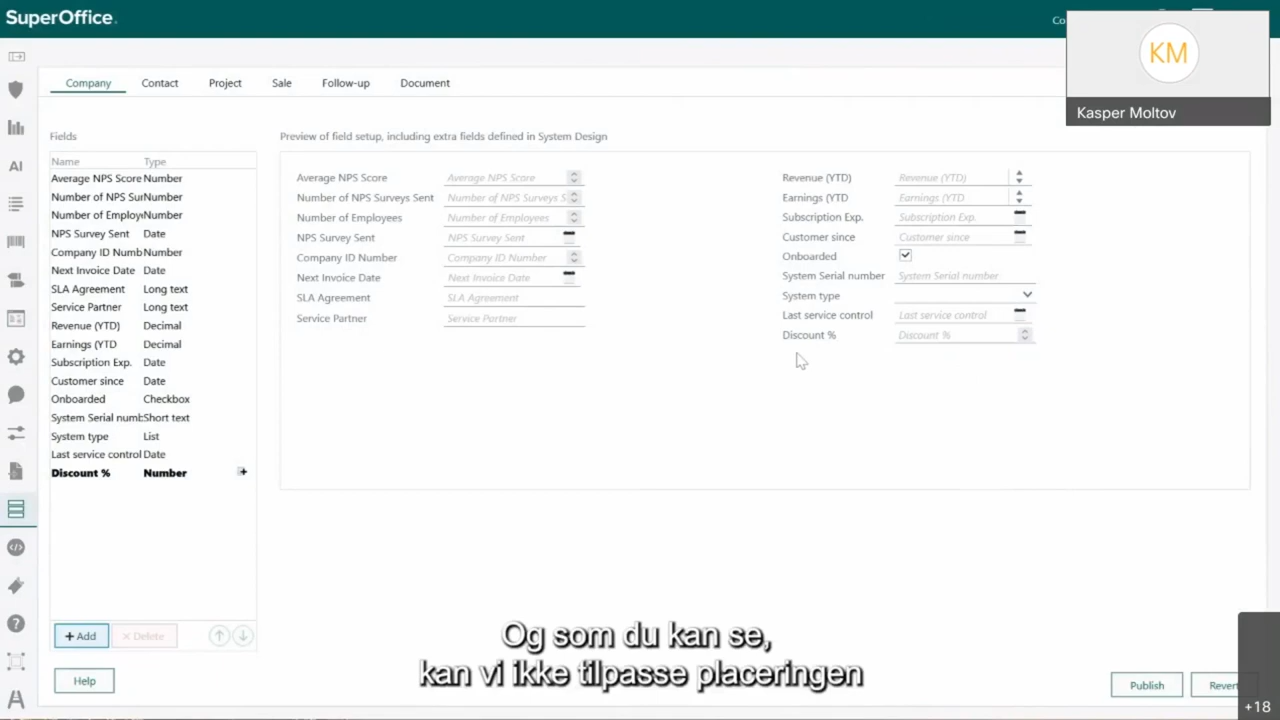 SuperOffice.
Co
KM
Kasper Moltov
Company Contact Project Sale Follow-up Document
AI
Fields
Preview of field setup, including extra fields defined in System Design
Name Type
Average NPS Score Number
Number of NPS Sur Number
Number of Employ Number
NPS Survey Sent Date
Company ID Numb Number
Next Invoice Date Date
SLA Agreement Long text
Service Partner Long text
Revenue (YTD) Decimal
Earnings (YTD Decimal
Subscription Exp. Date
Customer since Date
Onboarded Checkbox
System Serial numb Short text
System type List
Last service control Date
Discount % Number +
Average NPS Score Average NPS Score
Number of NPS Surveys Sent Number of NPS Surveys S
Number of Employees Number of Employees
NPS Survey Sent NPS Survey Sent
Company ID Number Company ID Number
Next Invoice Date Next Invoice Date
SLA Agreement SLA Agreement
Service Partner Service Partner
Revenue (YTD) Revenue (YTD)
Earnings (YTD Earnings (YTD
Subscription Exp. Subscription Exp.
Customer since Customer since
Onboarded
System Serial number System Serial number
System type
Last service control Last service control
Discount % Discount %
+ Add × Delete
Help
Og som du kan se,
kan vi ikke tilpasse placeringen
Publish Revert
+18